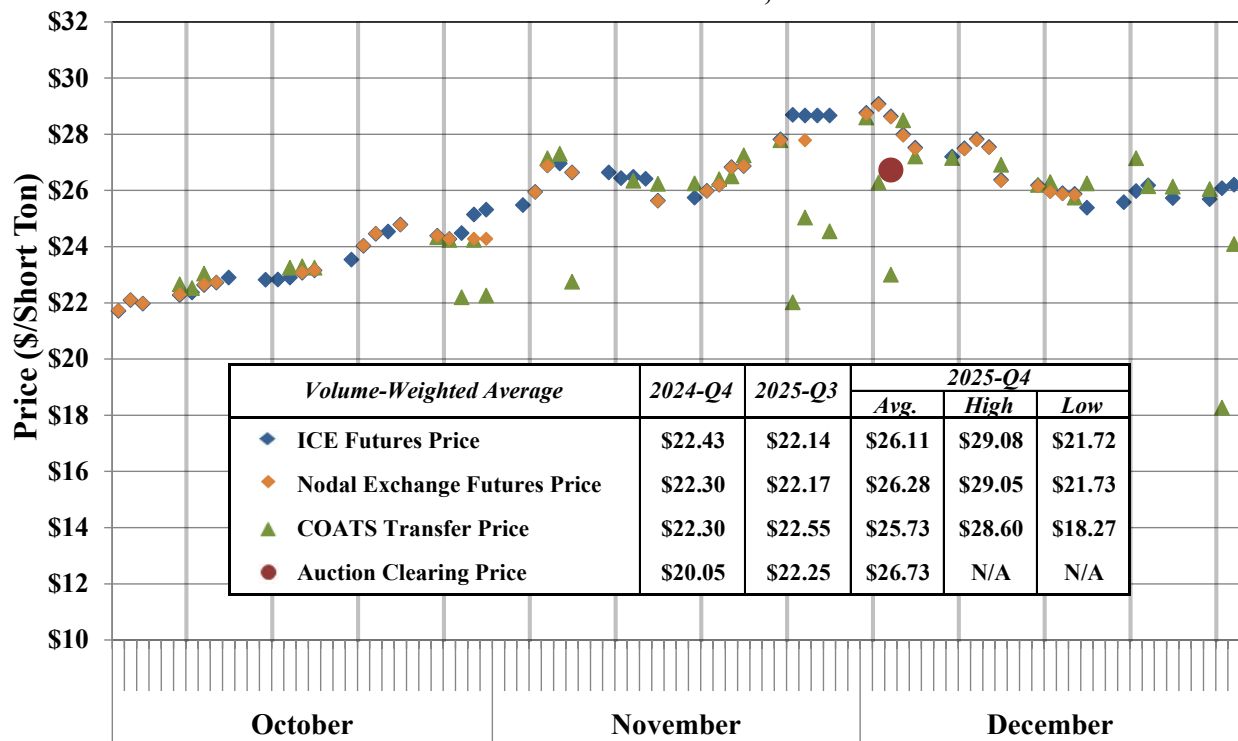 $32
$30
$28
$26
$24
$22
$20
$18
$16
$14
$12
$10
Price ($/Short Ton)
Volume-Weighted Average 2024-Q4 2025-Q3 2025-Q4
Avg. High Low
ICE Futures Price $22.43 $22.14 $26.11 $29.08 $21.72
Nodal Exchange Futures Price $22.30 $22.17 $26.28 $29.05 $21.73
COATS Transfer Price $22.30 $22.55 $25.73 $28.60 $18.27
Auction Clearing Price $20.05 $22.25 $26.73 N/A N/A
October November December